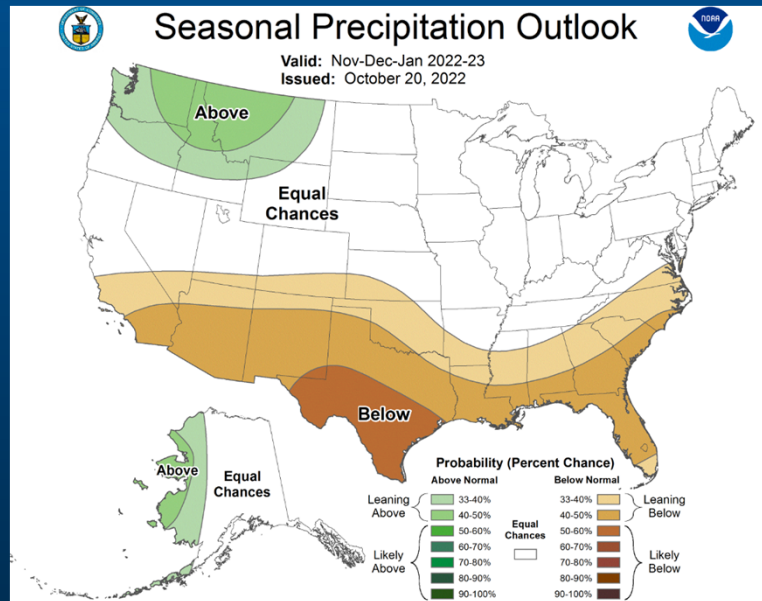 Seasonal Precipitation Outlook
NOAA
Valid: Nov-Dec-Jan 2022-23
Issued: October 20, 2022
Above
Equal
Chances
Below
Above
Equal
Chances
Probability (Percent Chance)
Above Normal
Below Normal
Leaning
Above
33-40%
40-50%
Likely
Above
50-60%
60-70%
70-80%
80-90%
90-100%
Equal
Chances
33-40%
40-50%
Leaning
Below
50-60%
60-70%
70-80%
80-90%
90-100%
Likely
Below